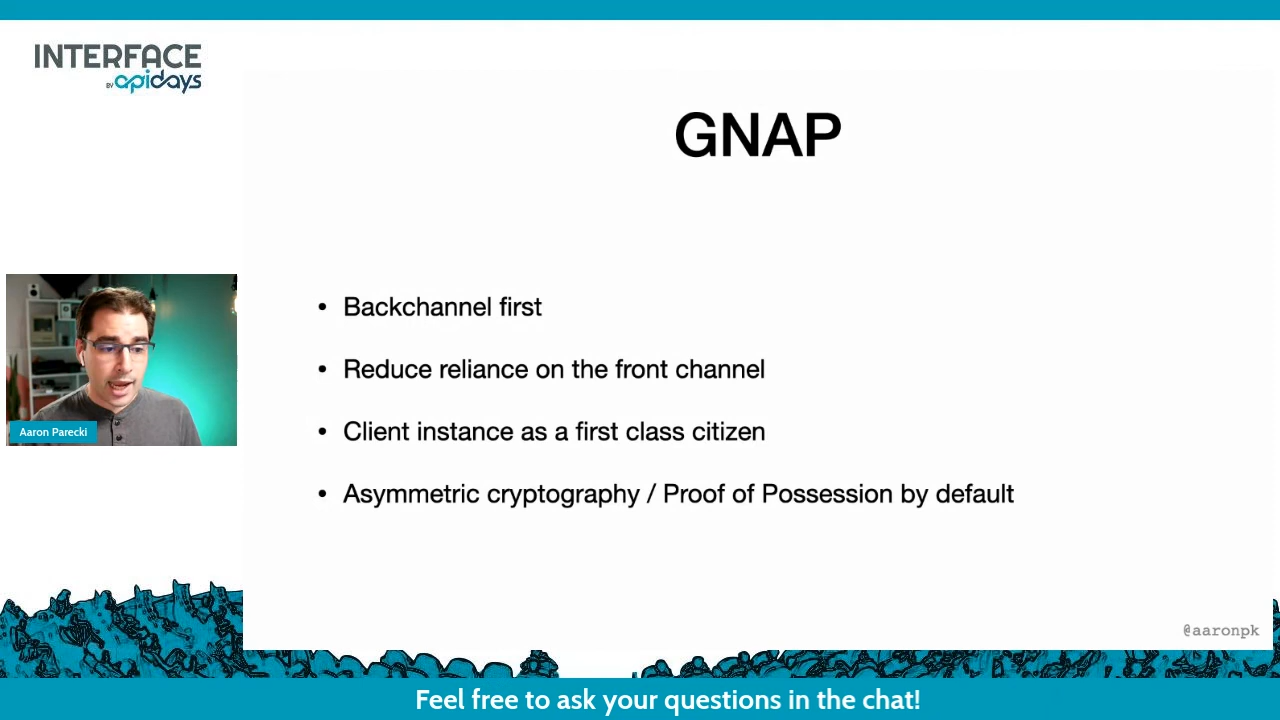 INTERFACE
BY apidays
GNAP
• Backchannel first
• Reduce reliance on the front channel
• Client instance as a first class citizen
• Asymmetric cryptography / Proof of Possession by default
Aaron Parecki
@aaronpk
Feel free to ask your questions in the chat!